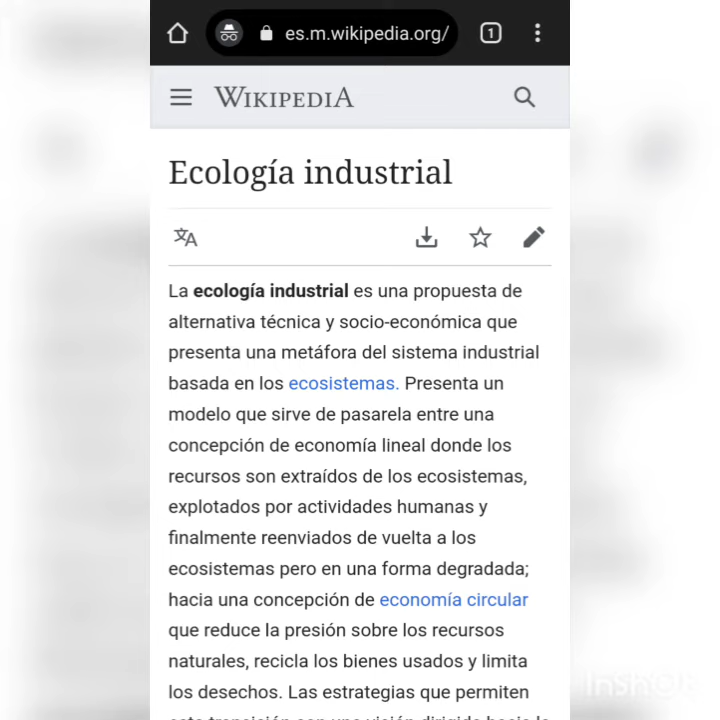 es.m.wikipedia.org/
1
WIKIPEDIA
Ecología industrial
La ecología industrial es una propuesta de
alternativa técnica y socio-económica que
presenta una metáfora del sistema industrial
basada en los ecosistemas. Presenta un
modelo que sirve de pasarela entre una
concepción de economía lineal donde los
recursos son extraídos de los ecosistemas,
explotados por actividades humanas y
finalmente reenviados de vuelta a los
ecosistemas pero en una forma degradada;
hacia una concepción de economía circular
que reduce la presión sobre los recursos
naturales, recicla los bienes usados y limita
los desechos. Las estrategias que permiten
InShOt